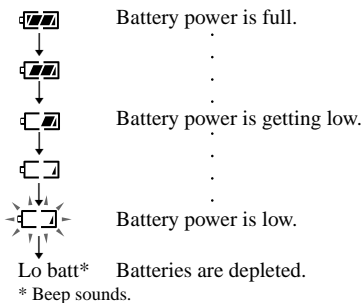 Battery power is full.
Battery power is getting low.
Battery power is low.
Lo batt* Batteries are depleted.
* Beep sounds.